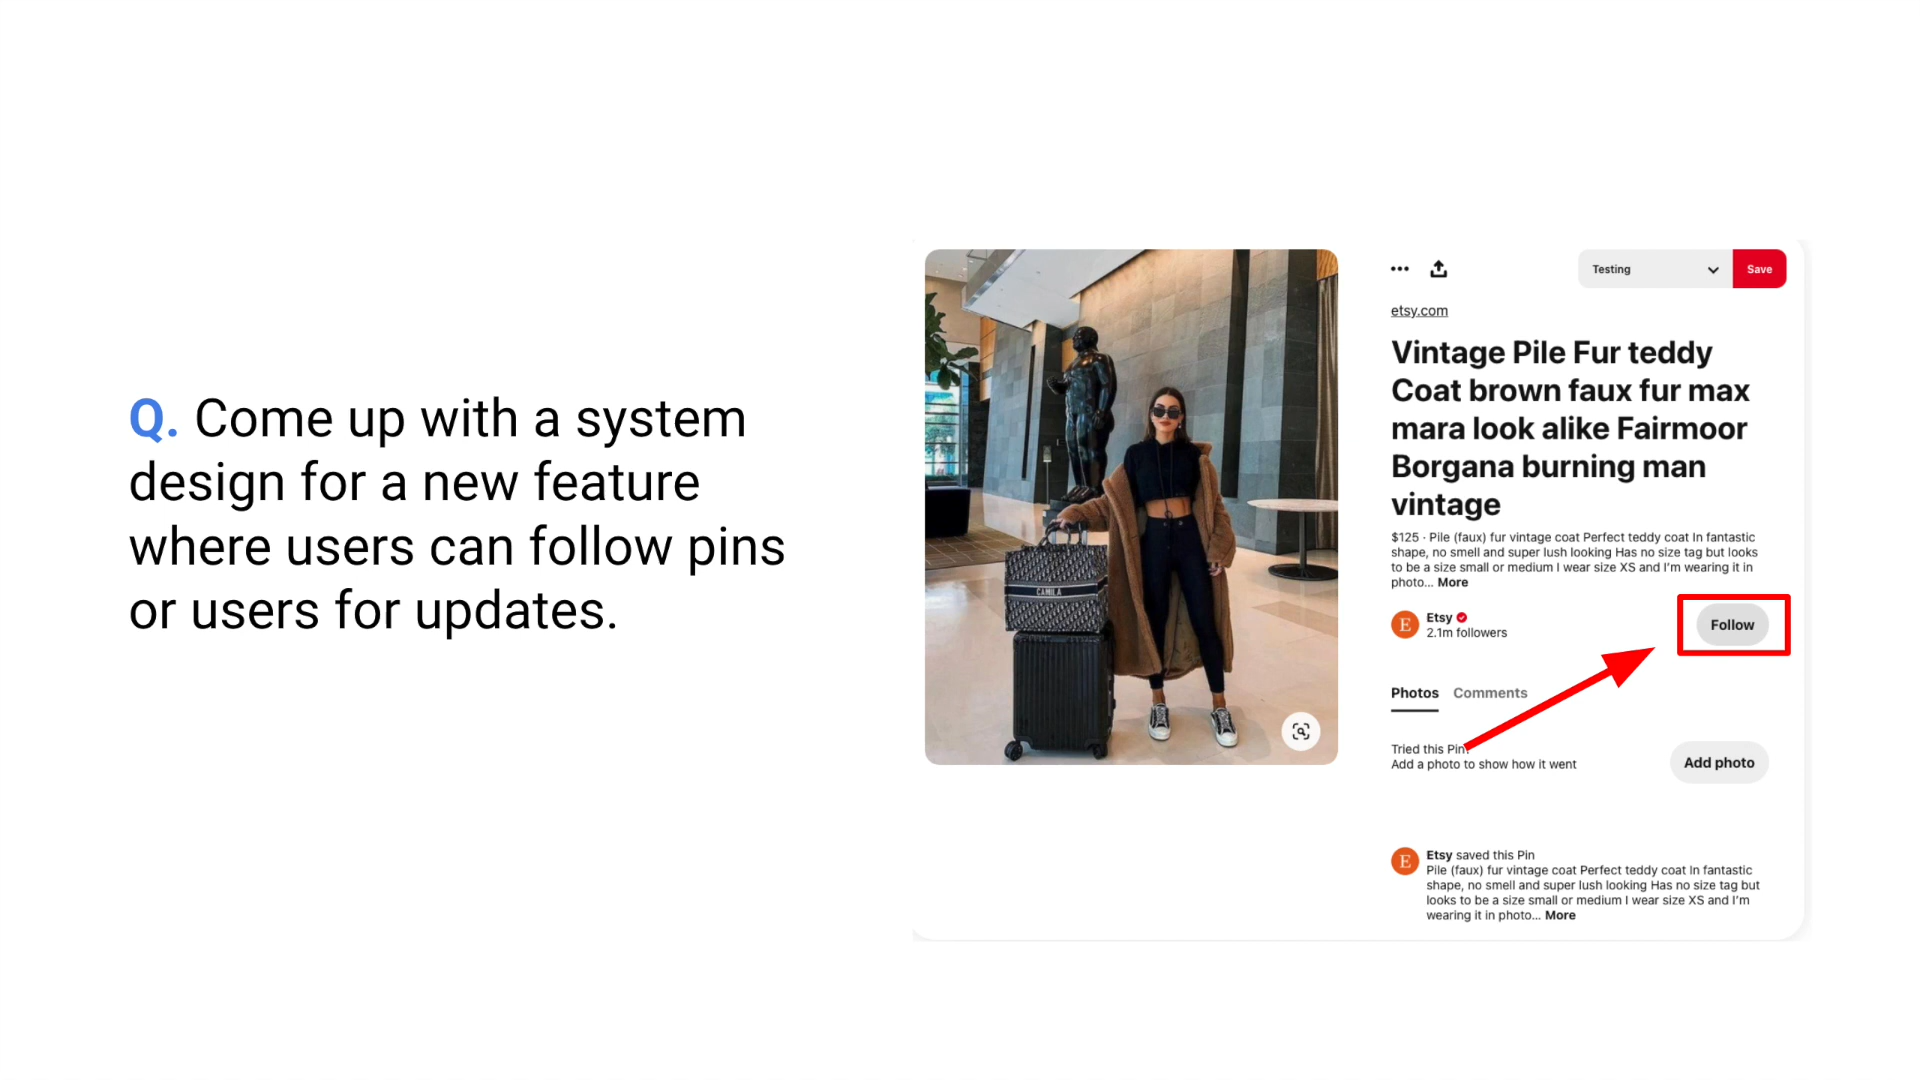 Q. Come up with a system
design for a new feature
where users can follow pins
or users for updates.
CAMILA
Testing
Save
etsy.com
Vintage Pile Fur teddy
Coat brown faux fur max
mara look alike Fairmoor
Borgana burning man
vintage
$125 · Pile (faux) fur vintage coat Perfect teddy coat In fantastic
shape, no smell and super lush looking Has no size tag but looks
to be a size small or medium I wear size XS and I'm wearing it in
photo... More
E
Etsy
2.1m followers
Follow
Photos Comments
Tried this Pin?
Add a photo to show how it went
Add photo
E
Etsy saved this Pin
Pile (faux) fur vintage coat Perfect teddy coat In fantastic
shape, no smell and super lush looking Has no size tag but
looks to be a size small or medium I wear size XS and I'm
wearing it in photo... More